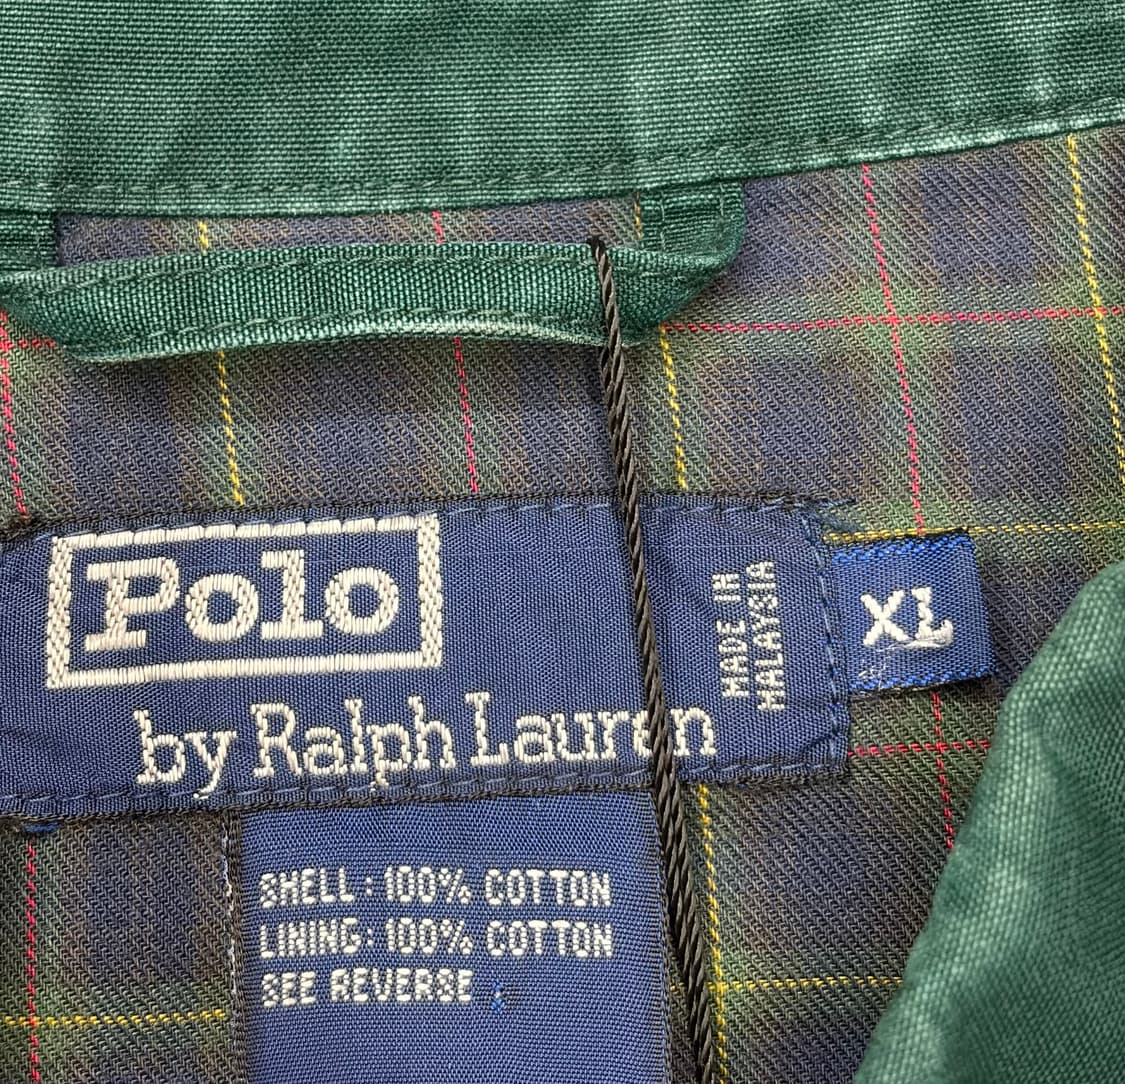 Polo
by Ralph Lauren
MADE IN
MALAYSIA
XL
SHELL : 100% COTTON
LINING : 100% COTTON
SEE REVERSE